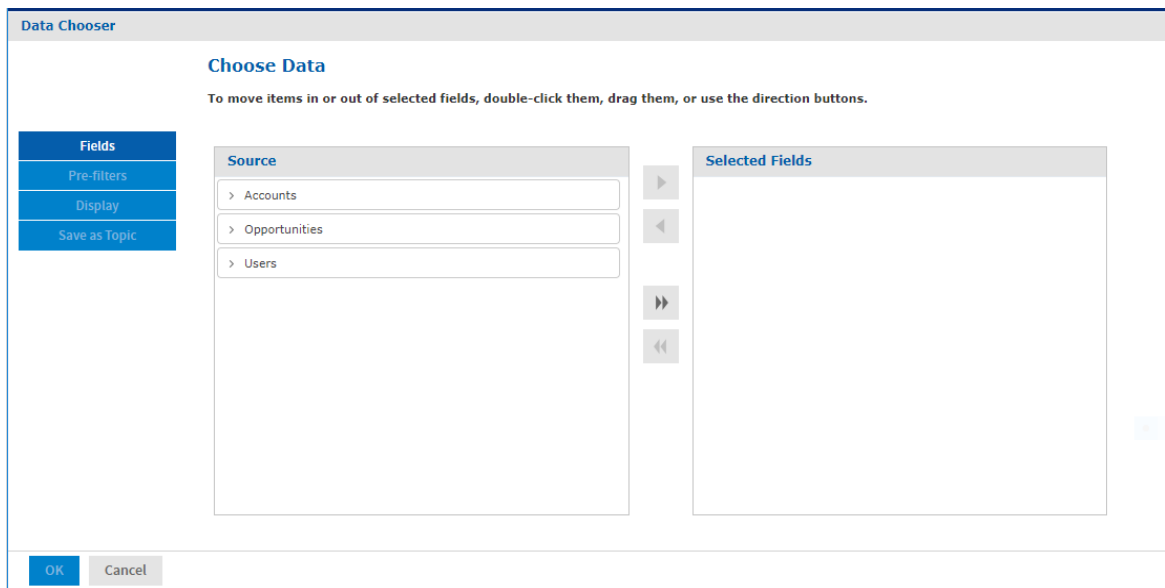 Data Chooser
Choose Data
To move items in or out of selected fields, double-click them, drag them, or use the direction buttons.
Fields
Pre-filters
Display
Save as Topic
Source
Accounts
Opportunities
Users
Selected Fields
OK
Cancel